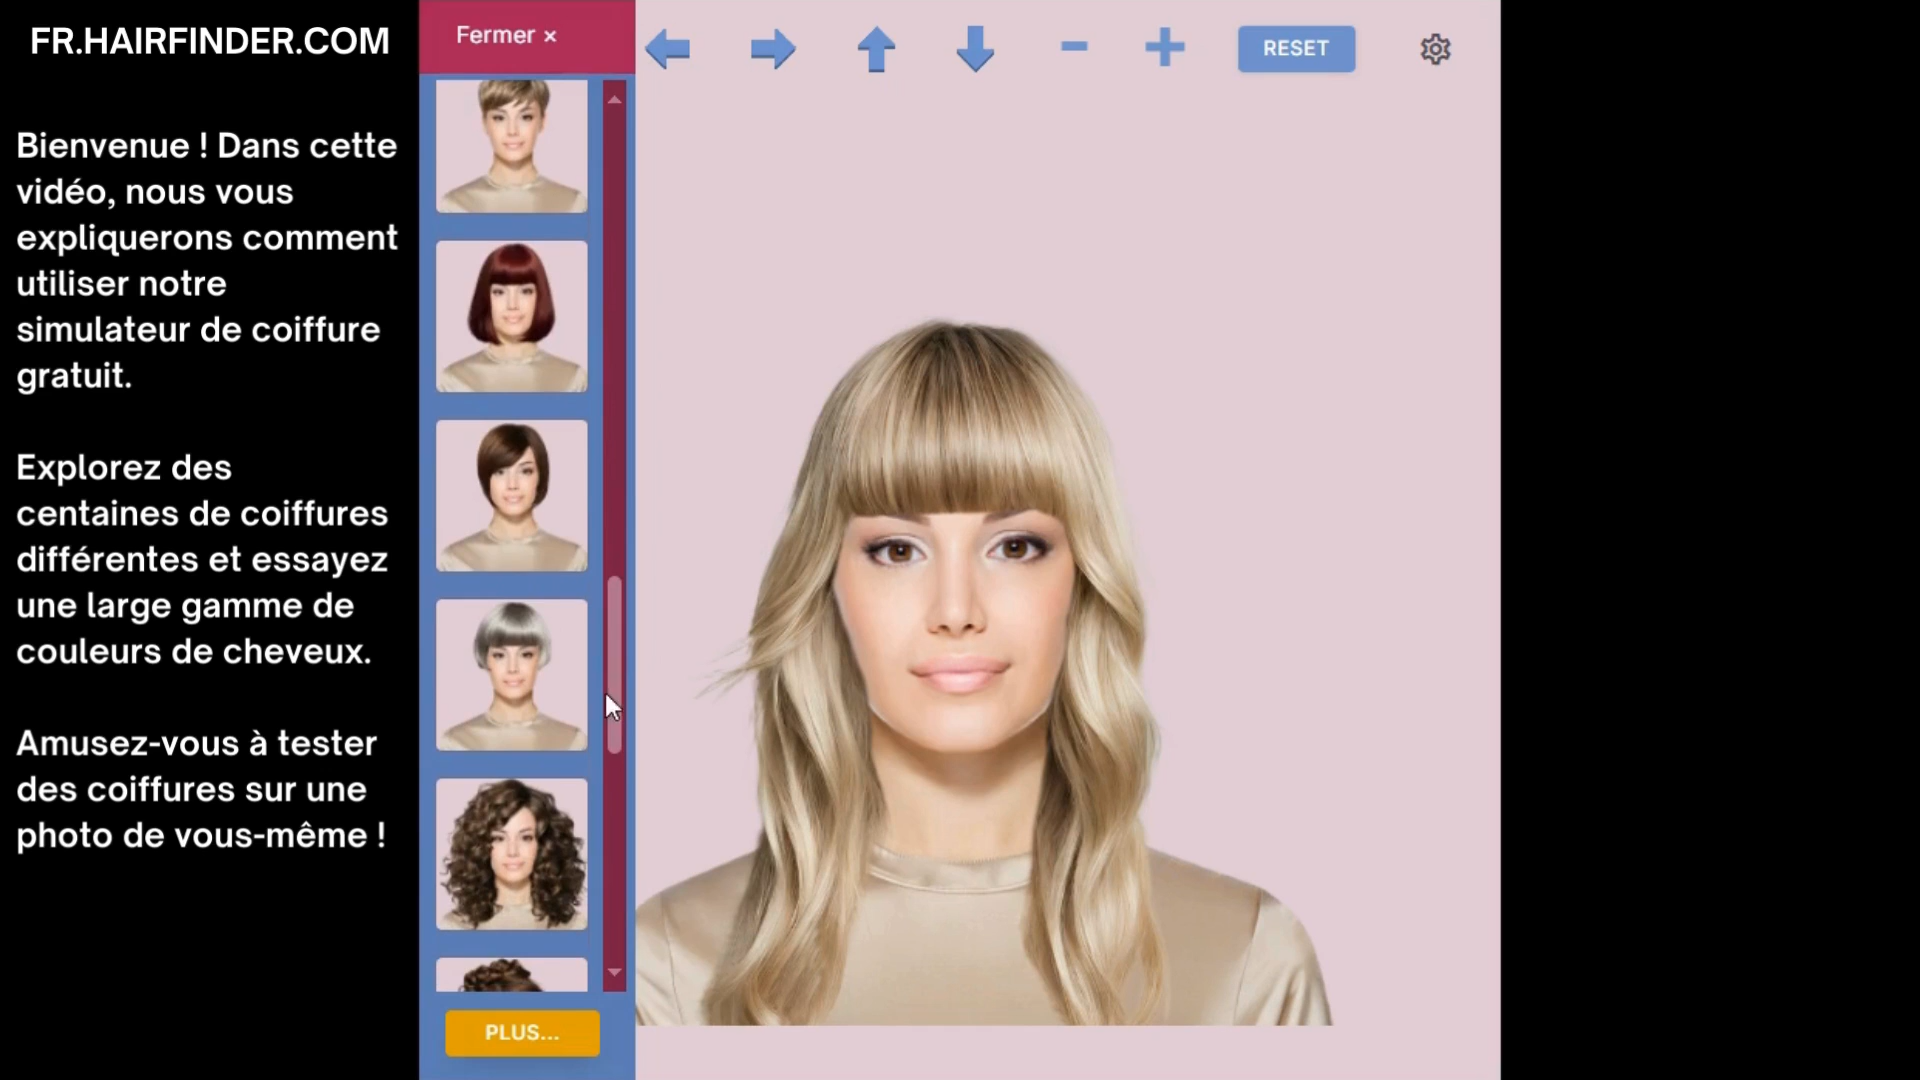 FR.HAIRFINDER.COM
Bienvenue ! Dans cette
vidéo, nous vous
expliquerons comment
utiliser notre
simulateur de coiffure
gratuit.
Explorez des
centaines de coiffures
différentes et essayez
une large gamme de
couleurs de cheveux.
Amusez-vous à tester
des coiffures sur une
photo de vous-même !
Fermer ×
PLUS...
RESET